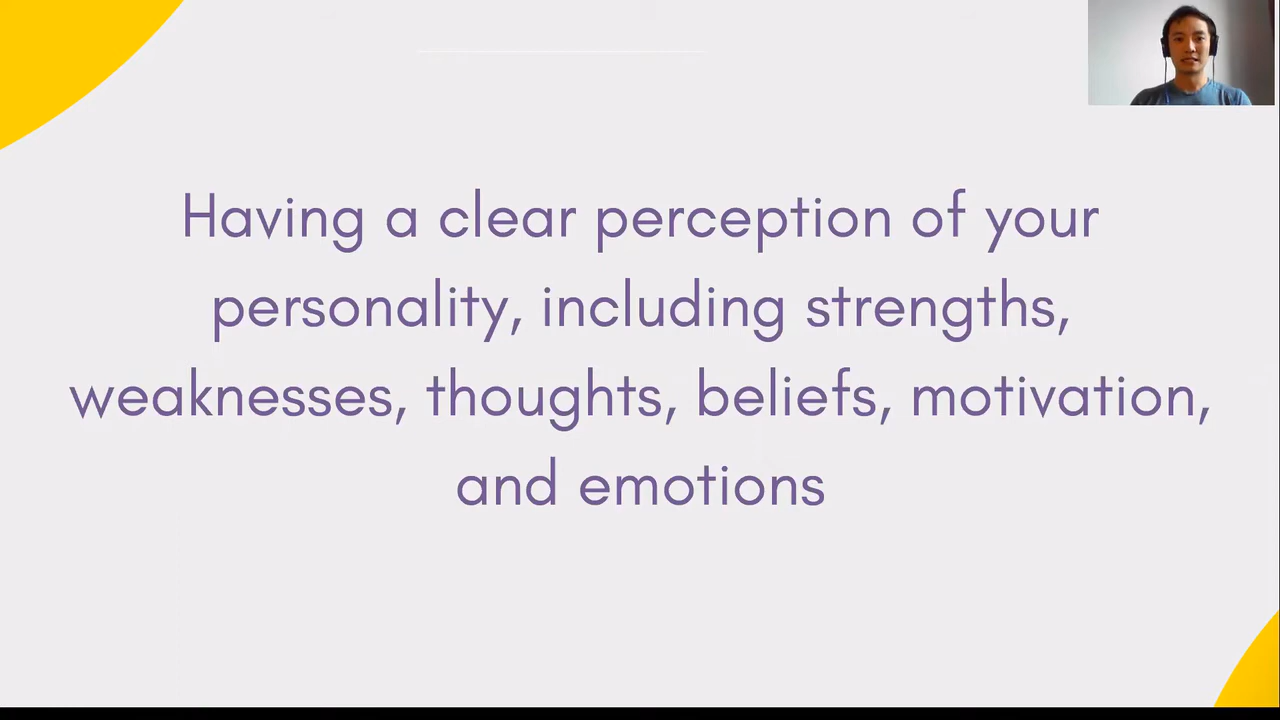 Having a clear perception of your
personality, including strengths,
weaknesses, thoughts, beliefs, motivation,
and emotions